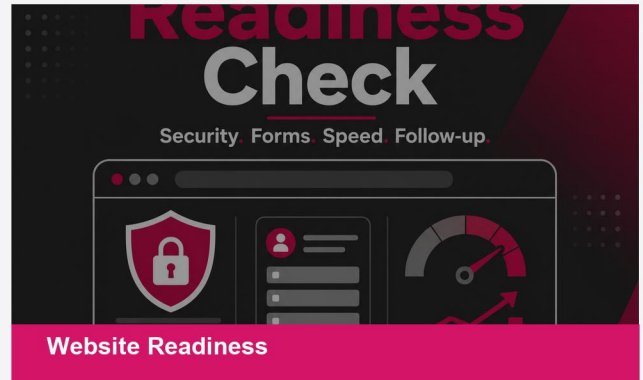 Readiness
Check
Security. Forms. Speed. Follow-up.
Website Readiness